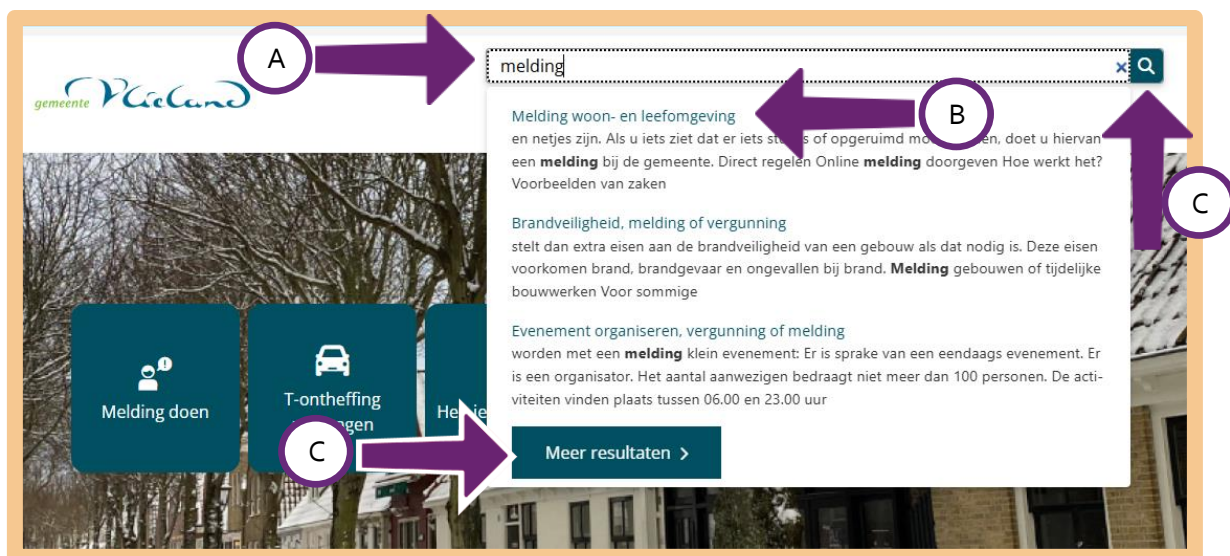 A
melding
gemeente Vlieland
Melding woon- en leefomgeving
B
en netjes zijn. Als u iets ziet dat er iets of opgeruimd doet u hiervan
een melding bij de gemeente. Direct regelen Online melding doorgeven Hoe werkt het?
Voorbeelden van zaken
C
Brandveiligheid, melding of vergunning
stelt dan extra eisen aan de brandveiligheid van een gebouw als dat nodig is. Deze eisen
voorkomen brand, brandgevaar en ongevallen bij brand. Melding gebouwen of tijdelijke
bouwwerken Voor sommige
Evenement organiseren, vergunning of melding
worden met een melding klein evenement: Er is sprake van een eendaags evenement. Er
is een organisator. Het aantal aanwezigen bedraagt niet meer dan 100 personen. De acti-
viteiten vinden plaats tussen 06.00 en 23.00 uur
Melding doen
T-ontheffing
C
Meer resultaten